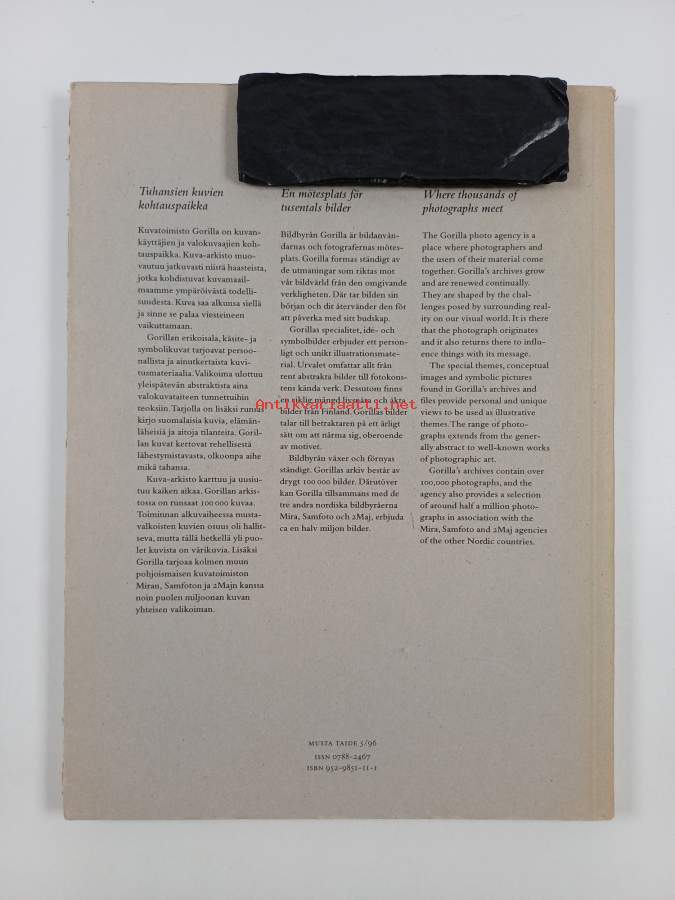 Tuhansien kuvien
kohtauspaikka
Kuvatoimisto Gorilla on kuvan-
käyttäjien ja valokuvaajien koh-
tauspaikka. Kuva-arkisto muo-
vautuu jatkuvasti niistä haasteista,
jotka kohdistuvat kuvamaail-
maamme ympäröivästä todelli-
suudesta. Kuva saa alkunsa siellä
ja sinne se palaa viesteineen
vaikuttamaan.
Gorillan erikoisala, käsite- ja
symbolikuvat tarjoavat persoo-
nallista ja ainutkertaista kuvi-
tusmateriaalia. Valikoima ulottuu
yleispätevän abstraktista aina
valokuvataiteen tunnettuihin
teoksiin. Tarjolla on lisäksi runsas
kirjo suomalaisia kuvia, elämän-
läheisiä ja aitoja tilanteita. Goril-
lan kuvat kertovat rehellisestä
lähestymistavasta, olkoonpa aihe
mikä tahansa.
Kuva-arkisto karttuu ja uusiu-
tuu kaiken aikaa. Gorillan arkis-
tossa on runsaat 100 000 kuvaa.
Toiminnan alkuvaiheessa musta-
valkoisten kuvien osuus oli hallit-
seva, mutta tällä hetkellä yli puo-
let kuvista on värikuvia. Lisäksi
Gorilla tarjoaa kolmen muun
pohjoismaisen kuvatoimiston
Miran, Samfoton ja 2Majn kanssa
noin puolen miljoonan kuvan
yhteisen valikoiman.
En mötesplats för
tusentals bilder
Bildbyrån Gorilla är bildanvän-
darnas och fotografernas mötes-
plats. Gorilla formas ständigt av
de utmaningar som riktas mot
vår bildvärld från den omgivande
verkligheten. Där tar bilden sin
början och dit återvänder den för
att påverka med sitt budskap.
Gorillas specialitet, idé- och
symbolbilder erbjuder ett person-
ligt och unikt illustrationsmate-
rial. Urvalet omfattar allt från
rent abstrakta bilder till fotokons-
tens kända verk. Dessutom finns
en riklig mängd livsnära och äkta
bilder från Finland. Gorillas bilder
talar till betraktaren på ett ärligt
sätt om att närma sig, oberoende
av motivet.
Bildbyrån växer och förnyas
ständigt. Gorillas arkiv består av
drygt 100 000 bilder. Därutöver
kan Gorilla tillsammans med de
tre andra nordiska bildbyråerna
Mira, Samfoto och 2Maj, erbjuda
ca en halv miljon bilder.
Where thousands of
photographs meet
The Gorilla photo agency is a
place where photographers and
the users of their material come
together. Gorilla's archives grow
and are renewed continually.
They are shaped by the chal-
lenges posed by surrounding real-
ity on our visual world. It is there
that the photograph originates
and it also returns there to influ-
ence things with its message.
The special themes, conceptual
images and symbolic pictures
found in Gorilla's archives and
files provide personal and unique
views to be used as illustrative
themes. The range of photo-
graphs extends from the gener-
ally abstract to well-known works
of photographic art.
Gorilla's archives contain over
100,000 photographs, and the
agency also provides a selection
of around half a million photo-
graphs in association with the
Mira, Samfoto and 2Maj agencies
of the other Nordic countries.
Antikvariaatti.net
MUSTA TAIDE 5/96
ISSN 0788-2467
ISBN 952-9851-11-1